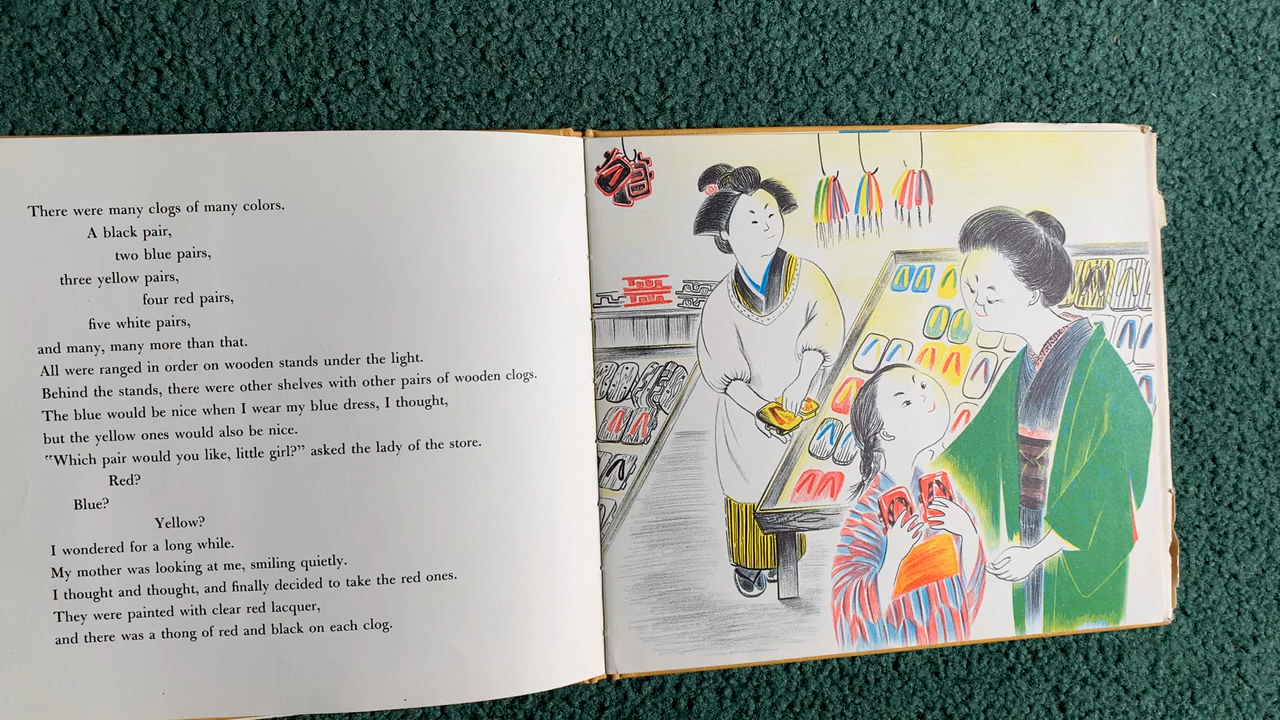 There were many clogs of many colors.
A black pair,
two blue pairs,
three yellow pairs,
four red pairs,
five white pairs,
and many, many more than that.
All were ranged in order on wooden stands under the light.
Behind the stands, there were other shelves with other pairs of wooden clogs.
The blue would be nice when I wear my blue dress, I thought,
but the yellow ones would also be nice.
"Which pair would you like, little girl?" asked the lady of the store.
Red?
Blue?
Yellow?
I wondered for a long while.
My mother was looking at me, smiling quietly.
I thought and thought, and finally decided to take the red ones.
They were painted with clear red lacquer,
and there was a thong of red and black on each clog.